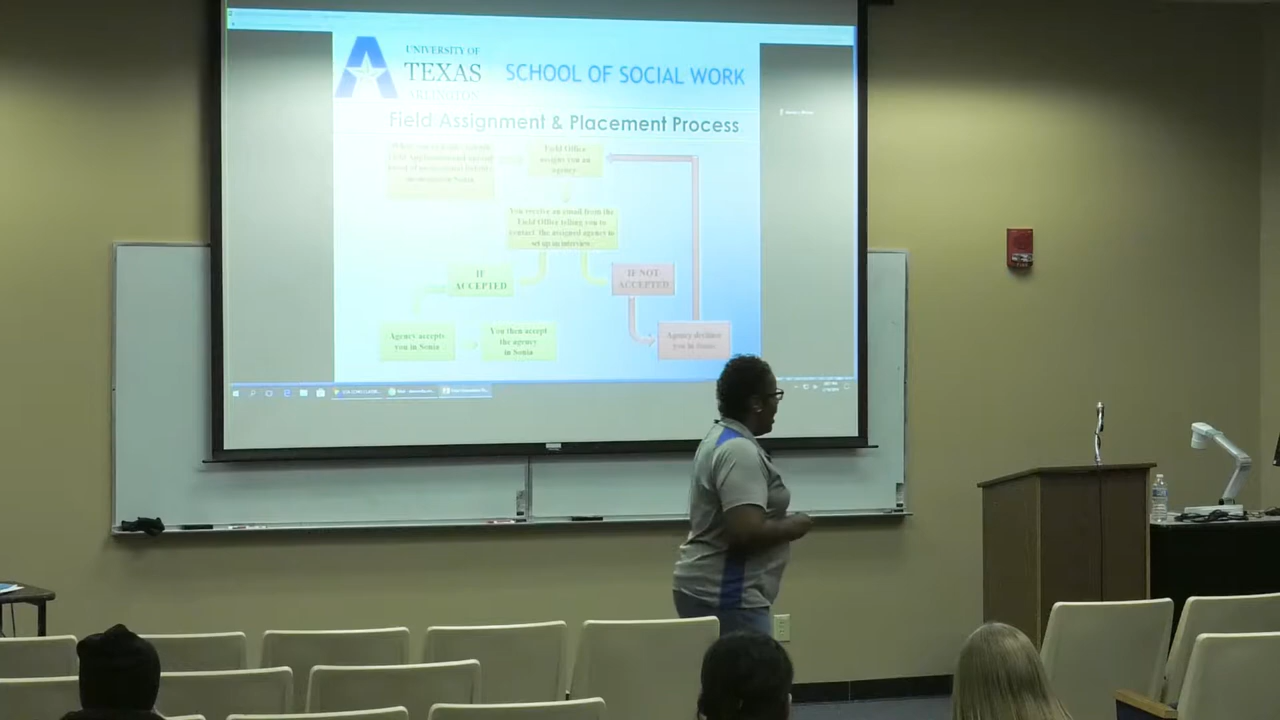 UNIVERSITY OF
TEXAS
ARLINGTON
SCHOOL OF SOCIAL WORK
Field Assignment & Placement Process
Field Office
assigns you an
agency
You receive an email from the
Field Office telling you to
contact the assigned agency to
set up an interview
IF
ACCEPTED
IF NOT
ACCEPTED
Agency accepts
you in Sonia
You then accept
the agency
in Sonia
Agency declines
you in Sonia